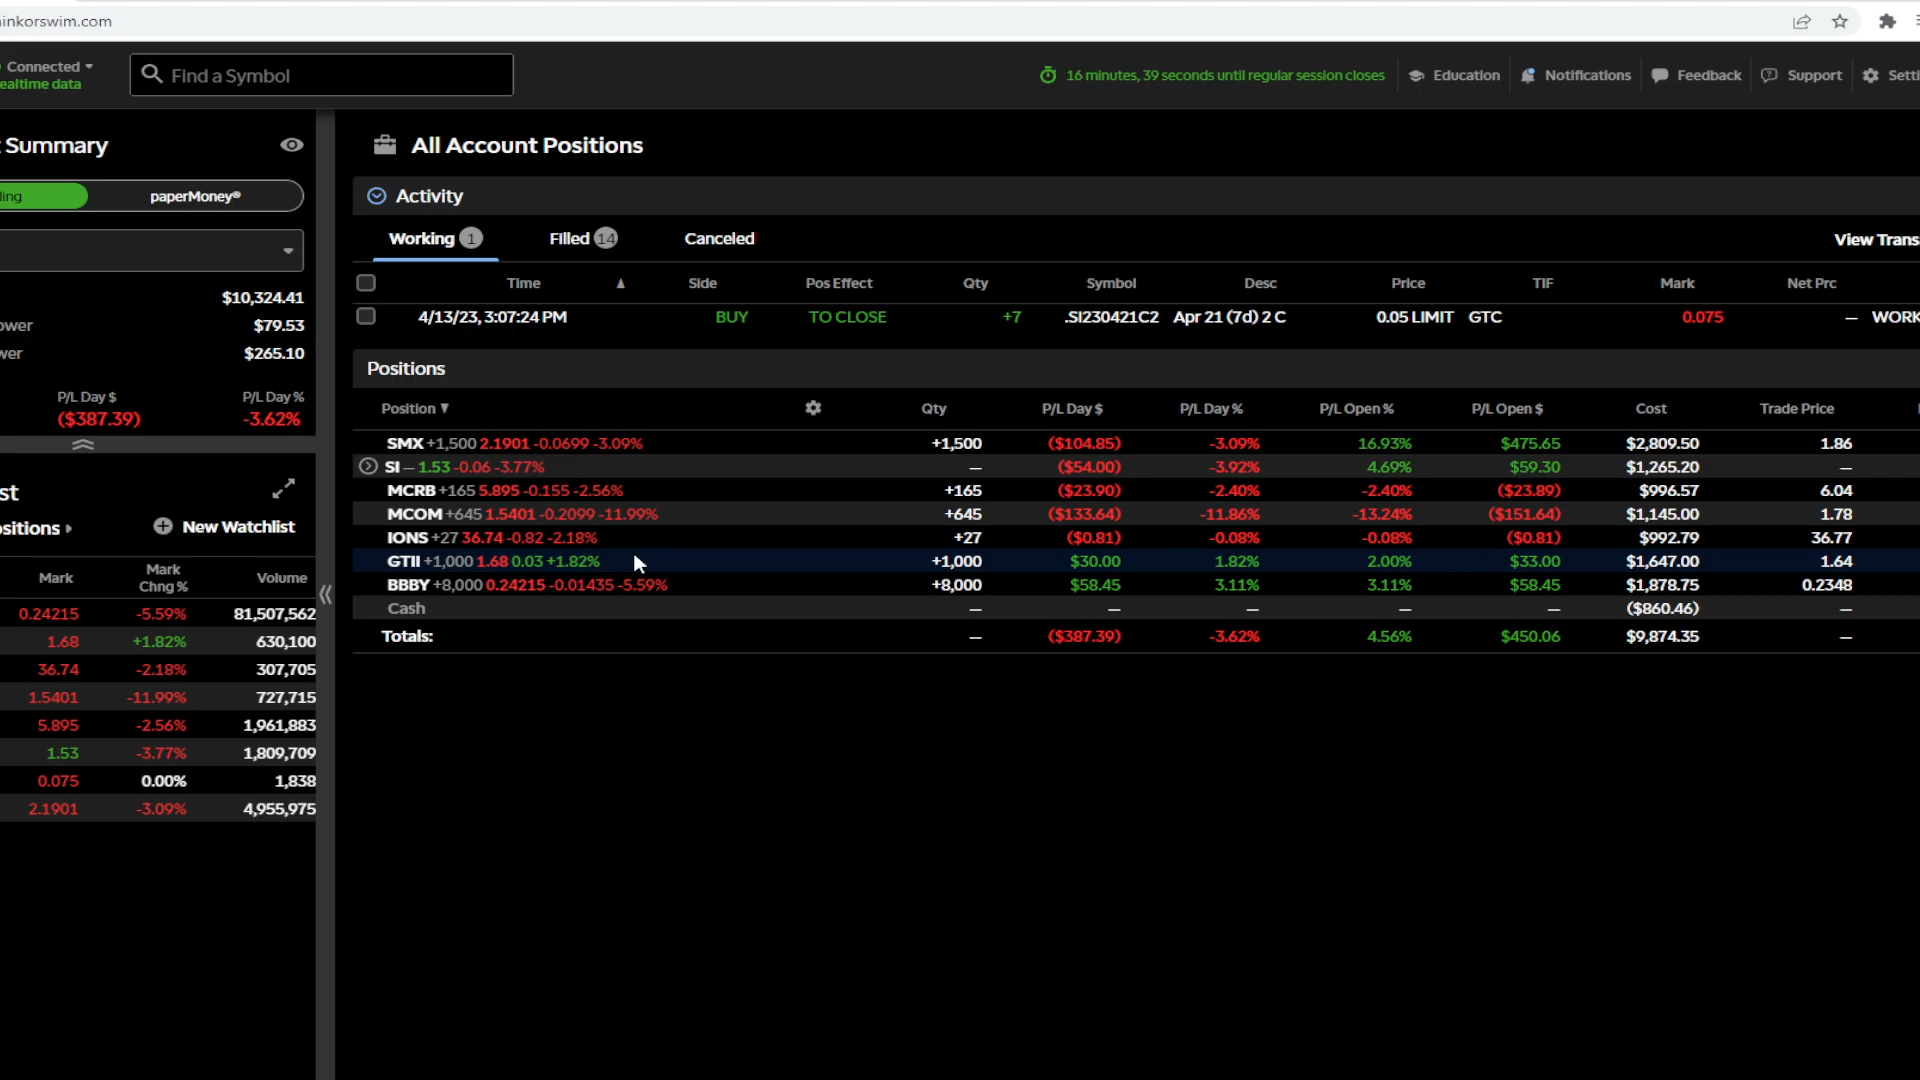 inkorswim.com
Connected
ealtime data
Find a Symbol
16 minutes, 39 seconds until regular session closes
Education
Notifications
Feedback
Support
Setti
Summary
ling
paperMoney®
$10,324.41
ower $79.53
wer $265.10
P/L Day $ P/L Day %
($387.39) -3.62%
st
ositions
New Watchlist
Mark Mark Chng % Volume
0.24215 -5.59% 81,507,562
1.68 +1.82% 630,100
36.74 -2.18% 307,705
1.5401 -11.99% 727,715
5.895 -2.56% 1,961,883
1.53 -3.77% 1,809,709
0.075 0.00% 1,838
2.1901 -3.09% 4,955,975
All Account Positions
Activity
Working 1 Filled 14 Canceled View Trans
Time Side Pos Effect Qty Symbol Desc Price TIF Mark Net Prc
4/13/23, 3:07:24 PM BUY TO CLOSE +7 .SI230421C2 Apr 21 (7d) 2 C 0.05 LIMIT GTC 0.075 — WORK
Positions
Position Qty P/L Day $ P/L Day % P/L Open % P/L Open $ Cost Trade Price
SMX +1,500 2.1901 -0.0699 -3.09% +1,500 ($104.85) -3.09% 16.93% $475.65 $2,809.50 1.86
SI — 1.53 -0.06 -3.77% — ($54.00) -3.92% 4.69% $59.30 $1,265.20 —
MCRB +165 5.895 -0.155 -2.56% +165 ($23.90) -2.40% -2.40% ($23.89) $996.57 6.04
MCOM +645 1.5401 -0.2099 -11.99% +645 ($133.64) -11.86% -13.24% ($151.64) $1,145.00 1.78
IONS +27 36.74 -0.82 -2.18% +27 ($0.81) -0.08% -0.08% ($0.81) $992.79 36.77
GTII +1,000 1.68 0.03 +1.82% +1,000 $30.00 1.82% 2.00% $33.00 $1,647.00 1.64
BBBY +8,000 0.24215 -0.01435 -5.59% +8,000 $58.45 3.11% 3.11% $58.45 $1,878.75 0.2348
Cash — — — — — ($860.46) —
Totals: — ($387.39) -3.62% 4.56% $450.06 $9,874.35 —